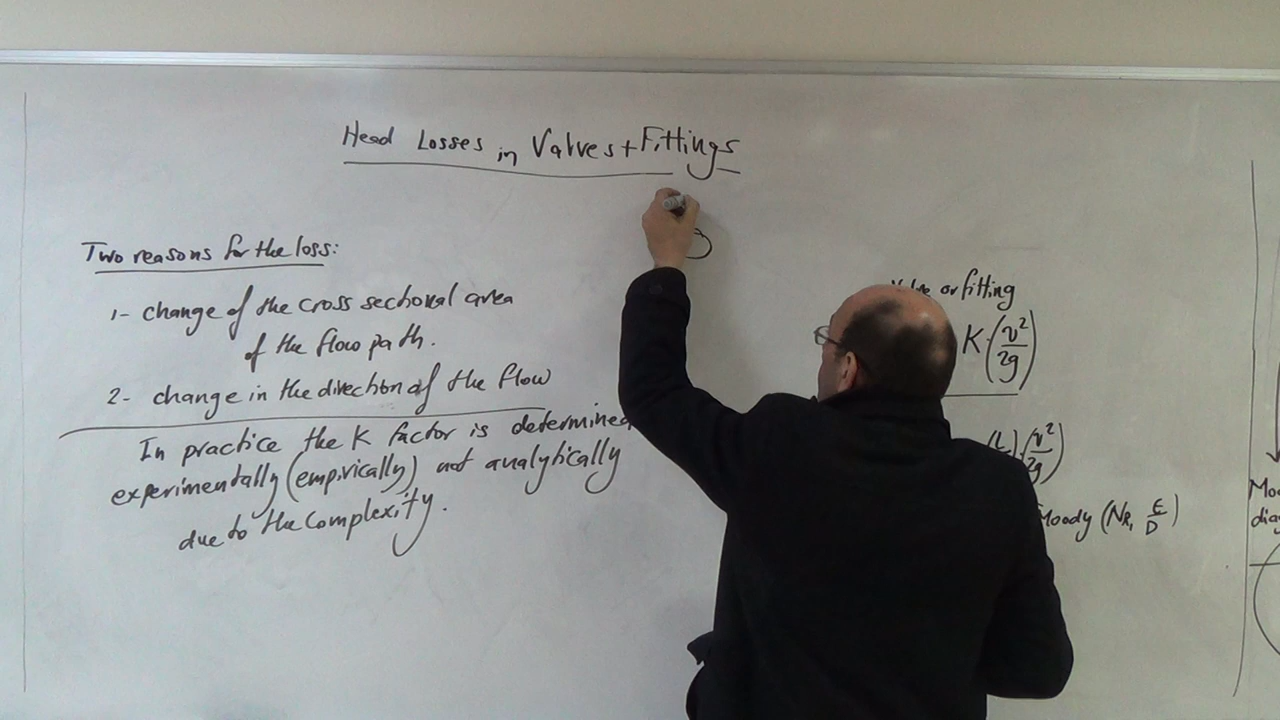 Head Losses in Valves + Fittings
Two reasons for the loss:
1- change of the cross sectional area
of the flow path.
2- change in the direction of the flow
In practice the K factor is determined
experimentally (empirically) not analytically
due to the complexity.
or fitting
K·(v²/2g)
(v²/2g)
Moody (NR, ε/D)